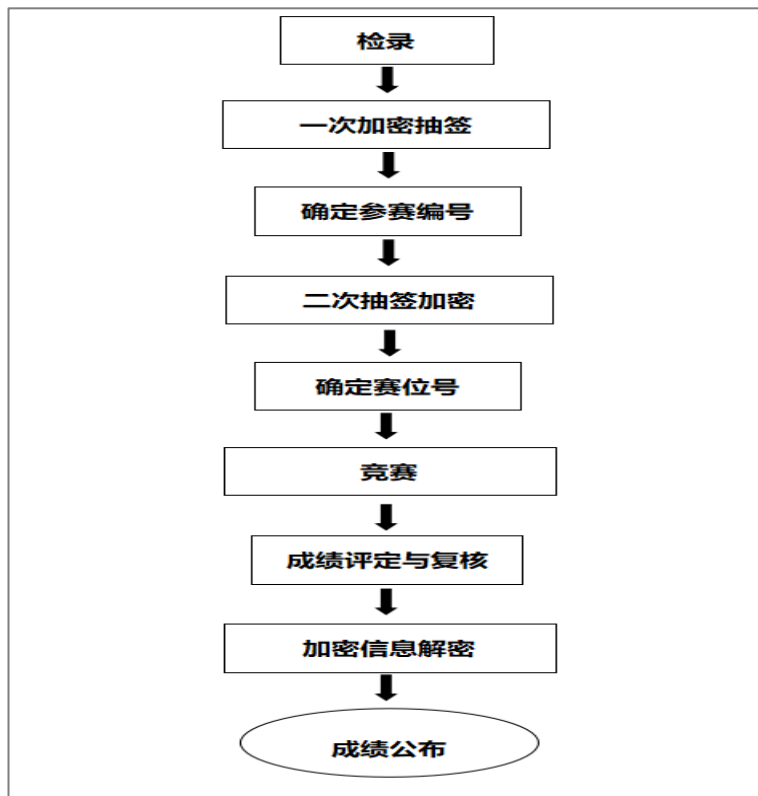 检录
一次加密抽签
确定参赛编号
二次抽签加密
确定赛位号
竞赛
成绩评定与复核
加密信息解密
成绩公布